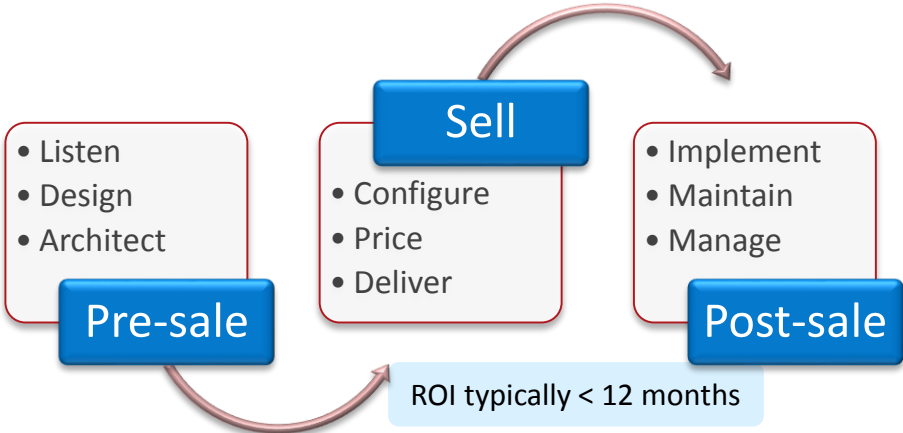 • Listen
• Design
• Architect
Pre-sale
Sell
• Configure
• Price
• Deliver
• Implement
• Maintain
• Manage
Post-sale
ROI typically < 12 months